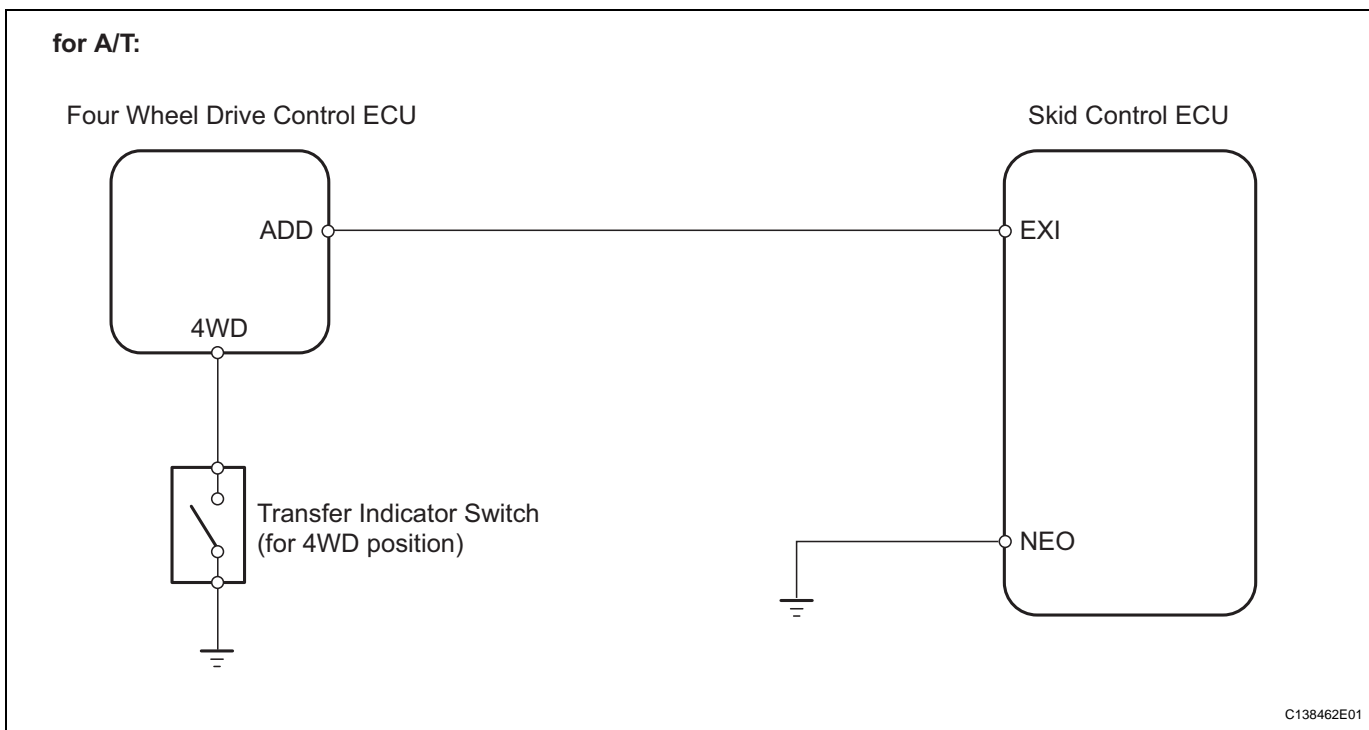 for A/T:
Four Wheel Drive Control ECU
Skid Control ECU
ADD
EXI
4WD
Transfer Indicator Switch
(for 4WD position)
NEO
C138462E01